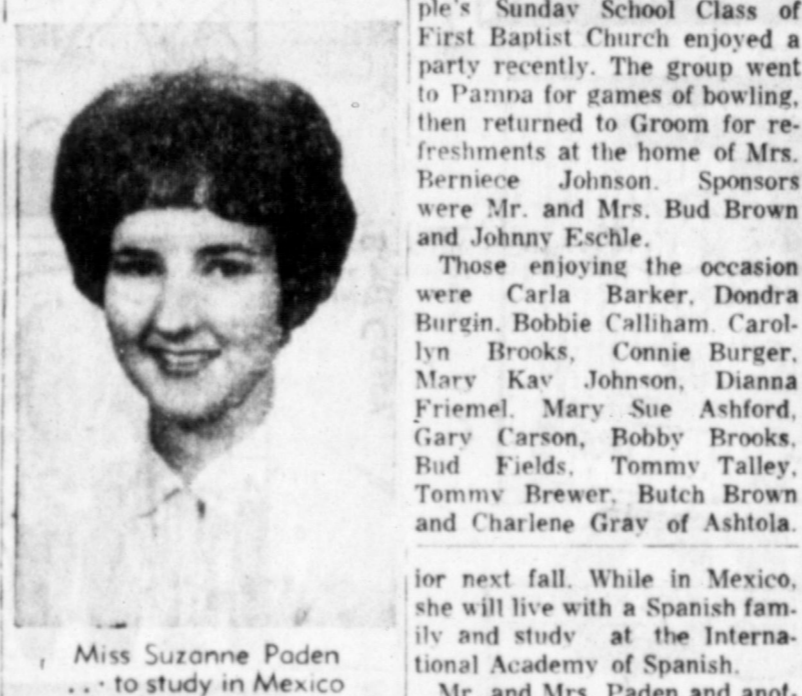 Miss Suzanne Paden
. . . to study in Mexico
ple's Sunday School Class of
First Baptist Church enjoyed a
party recently. The group went
to Pampa for games of bowling,
then returned to Groom for re-
freshments at the home of Mrs.
Berniece Johnson. Sponsors
were Mr. and Mrs. Bud Brown
and Johnny Eschle.
Those enjoying the occasion
were Carla Barker, Dondra
Burgin, Bobbie Calliham, Carol-
lyn Brooks, Connie Burger,
Mary Kay Johnson, Dianna
Friemel, Mary Sue Ashford,
Gary Carson, Bobby Brooks,
Bud Fields, Tommy Talley,
Tommy Brewer, Butch Brown
and Charlene Gray of Ashtola.
ior next fall. While in Mexico,
she will live with a Spanish fam-
ily and study at the Interna-
tional Academy of Spanish.
Mr. and Mrs. Paden and anot-